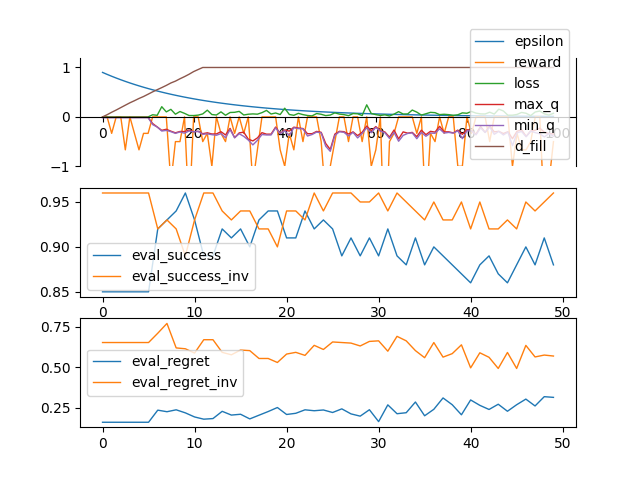 epsilon
reward
loss
max_q
min_q
d_fill
1
0
−1
0 20 40 60 80 100
0.95
0.90
0.85
eval_success
eval_success_inv
0 10 20 30 40 50
0.75
0.50
0.25
eval_regret
eval_regret_inv
0 10 20 30 40 50